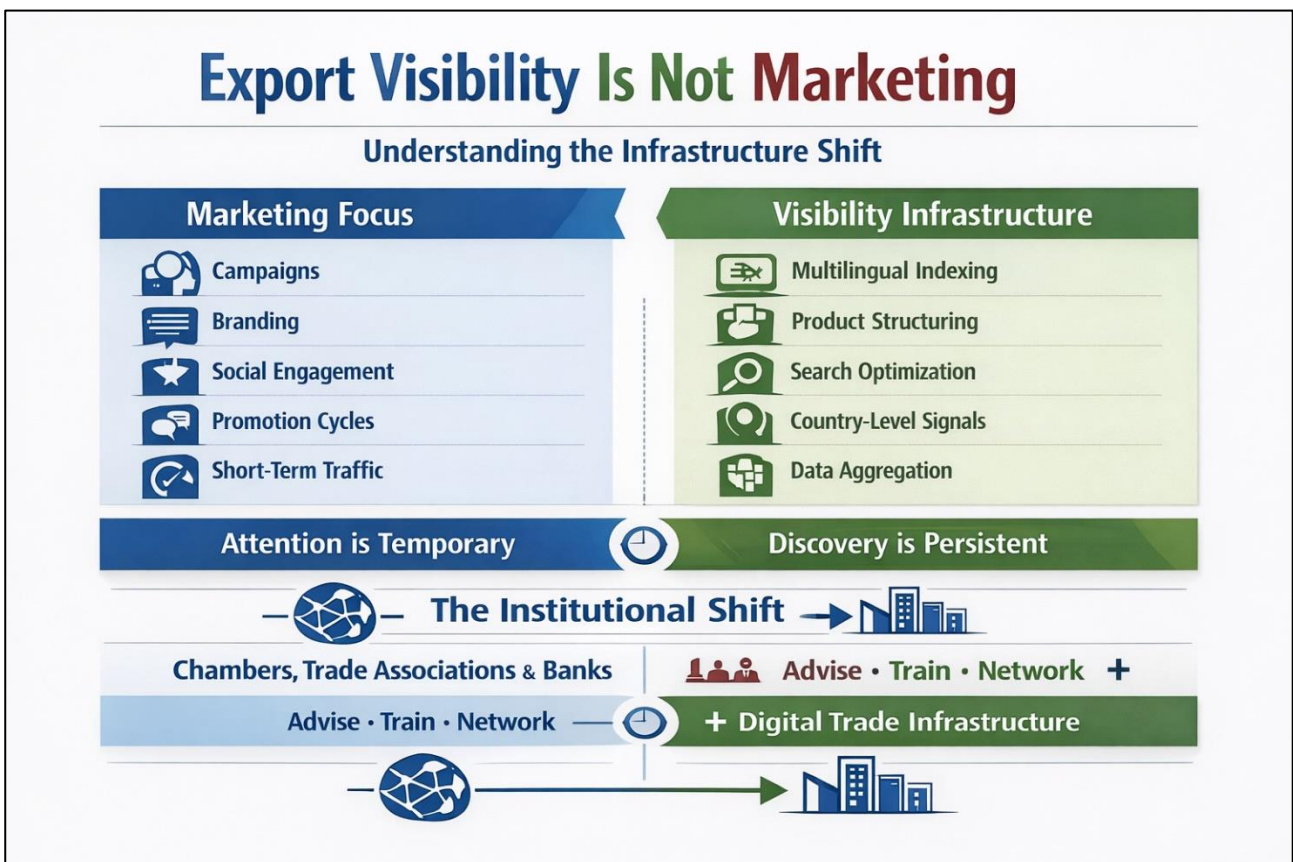 Export Visibility Is Not Marketing
Understanding the Infrastructure Shift
Marketing Focus
Campaigns
Branding
Social Engagement
Promotion Cycles
Short-Term Traffic
Visibility Infrastructure
Multilingual Indexing
Product Structuring
Search Optimization
Country-Level Signals
Data Aggregation
Attention is Temporary
Discovery is Persistent
The Institutional Shift
Chambers, Trade Associations & Banks
Advise • Train • Network
Advise • Train • Network +
+ Digital Trade Infrastructure